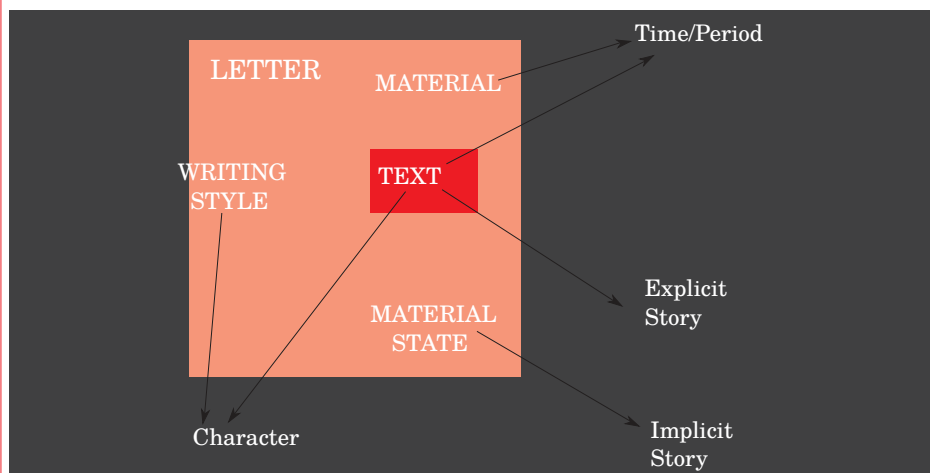 Time/Period
LETTER
MATERIAL
WRITING
STYLE
TEXT
Explicit
Story
MATERIAL
STATE
Character
Implicit
Story